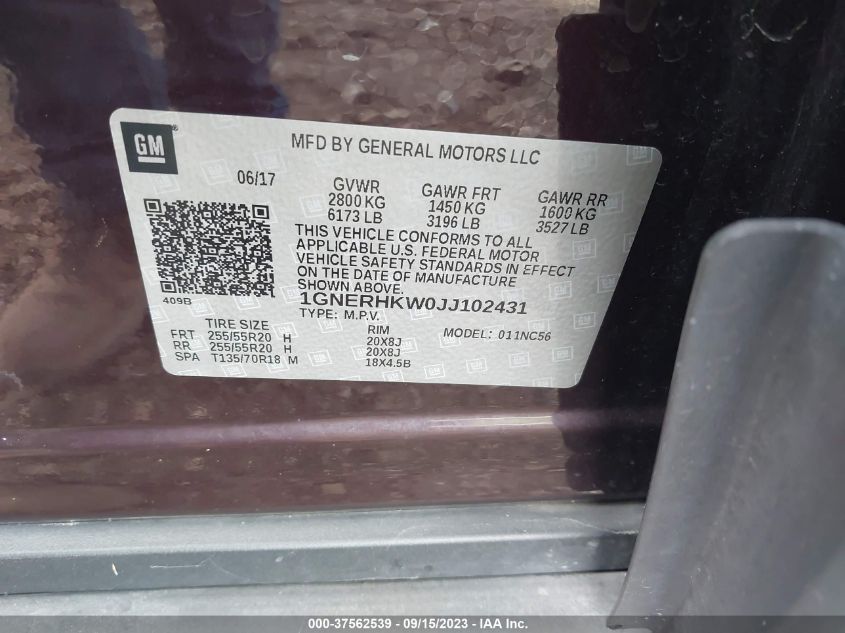 GM
®
MFD BY GENERAL MOTORS LLC
06/17
GVWR GAWR FRT GAWR RR
2800 KG 1450 KG 1600 KG
6173 LB 3196 LB 3527 LB
THIS VEHICLE CONFORMS TO ALL
APPLICABLE U.S. FEDERAL MOTOR
VEHICLE SAFETY STANDARDS IN EFFECT
ON THE DATE OF MANUFACTURE
SHOWN ABOVE.
409B
1GNERHKW0JJ102431
TYPE: M.P.V.
MODEL: 011NC56
TIRE SIZE RIM
FRT 255/55R20 H 20X8J
RR 255/55R20 H 20X8J
SPA T135/70R18 M 18X4.5B
000-37562539 - 09/15/2023 - IAA Inc.